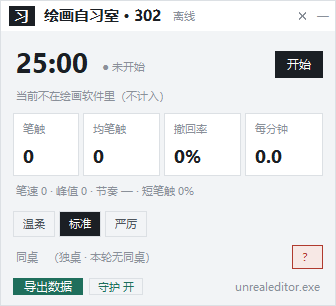 习 绘画自习室 • 302 离线 × —
25:00 ● 未开始 开始
当前不在绘画软件里（不计入）
笔触 均笔触 撤回率 每分钟
0 0 0% 0.0
笔速 0 · 峰值 0 · 节奏 — · 短笔触 0%
温柔 标准 严厉
同桌 （独桌 · 本轮无同桌） ?
导出数据 守护 开 unrealeditor.exe